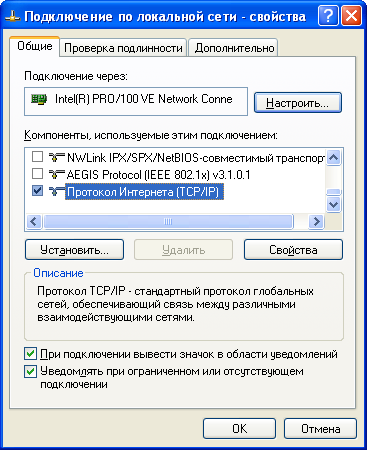 Подключение по локальной сети - свойства
Общие Проверка подлинности Дополнительно
Подключение через:
Intel(R) PRO/100 VE Network Conne
Настроить...
Компоненты, используемые этим подключением:
NWLink IPX/SPX/NetBIOS-совместимый транспорт
AEGIS Protocol (IEEE 802.1x) v3.1.0.1
Протокол Интернета (TCP/IP)
Установить... Удалить Свойства
Описание
Протокол TCP/IP - стандартный протокол глобальных
сетей, обеспечивающий связь между различными
взаимодействующими сетями.
При подключении вывести значок в области уведомлений
Уведомлять при ограниченном или отсутствующем
подключении
OK Отмена